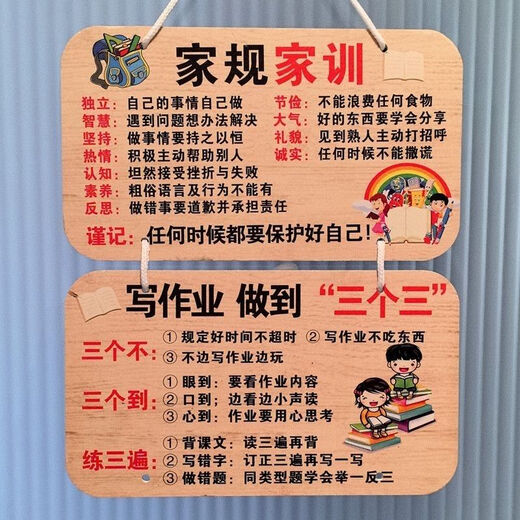 家规家训
独立：自己的事情自己做
智慧：遇到问题想办法解决
坚持：做事情要持之以恒
热情：积极主动帮助别人
认知：坦然接受挫折与失败
素养：粗俗语言及行为不能有
反思：做错事要道歉并承担责任
节俭：不能浪费任何食物
大气：好的东西要学会分享
礼貌：见到熟人主动打招呼
诚实：任何时候不能撒谎
谨记：任何时候都要保护好自己！
写作业 做到“三个三”
三个不：① 规定好时间不超时 ② 写作业不吃东西
③ 不边写作业边玩
三个到：① 眼到：要看作业内容
② 口到：边看边小声读
③ 心到：作业要用心思考
练三遍：① 背课文：读三遍再背
② 写错字：订正三遍再写一写
③ 做错题：同类型题学会举一反三